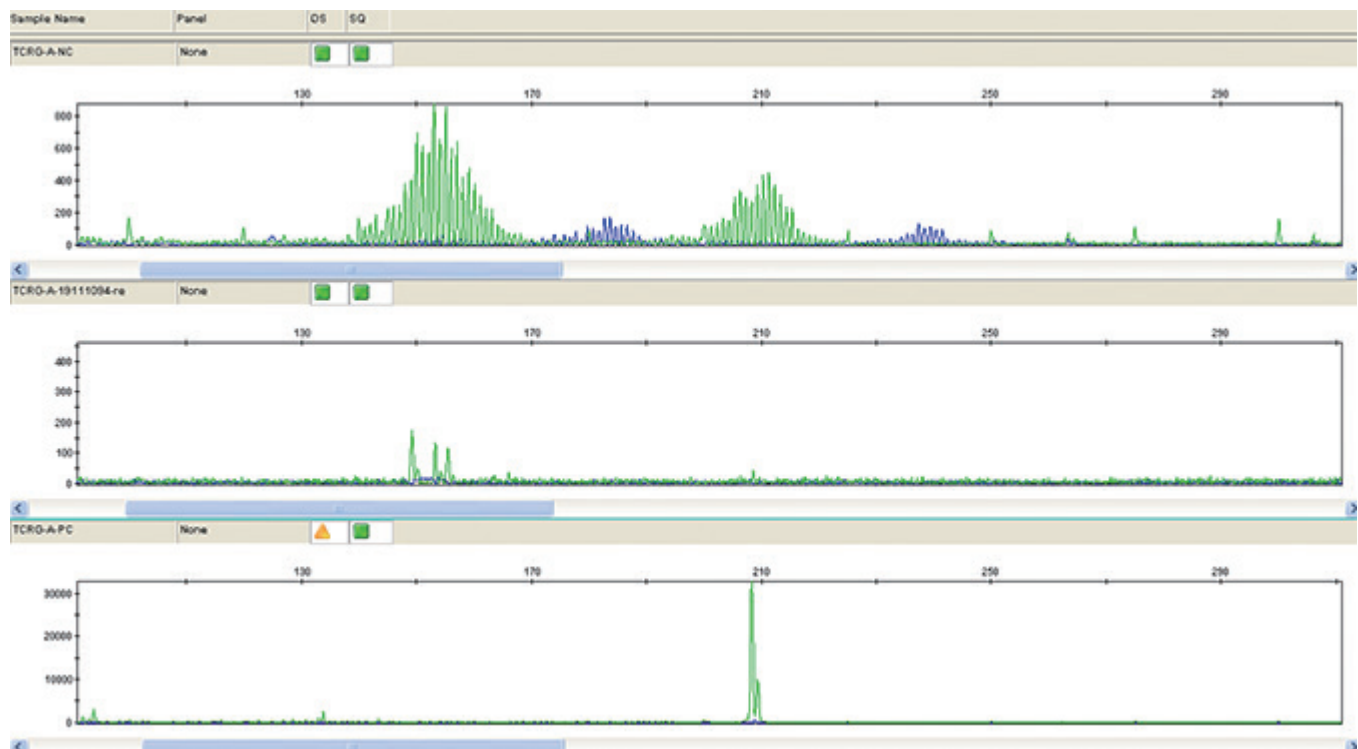 Sample Name Panel OS SQ
TCRG-A-NC None
130 170 210 250 290
800
600
400
200
0
TCRG-A-19111094-re None
130 170 210 250 290
400
300
200
100
0
TCRG-A-PC None
130 170 210 250 290
30000
20000
10000
0